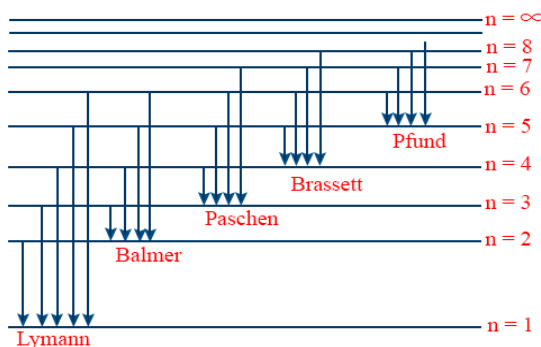 n = ∞
n = 8
n = 7
n = 6
n = 5
Pfund
n = 4
Brassett
n = 3
Paschen
n = 2
Balmer
n = 1
Lymann